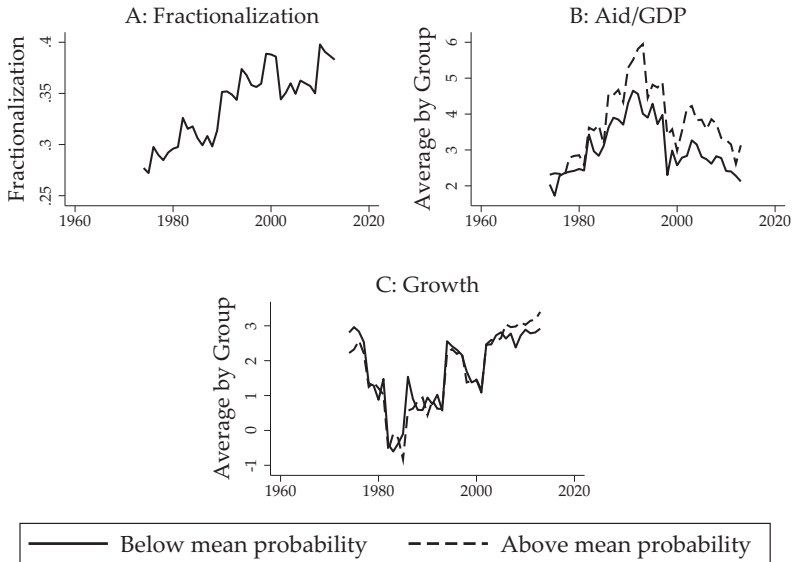 A: Fractionalization
Fractionalization
.4
.35
.3
.25
1960 1980 2000 2020
B: Aid/GDP
Average by Group
6
5
4
3
2
1960 1980 2000 2020
C: Growth
Average by Group
3
2
1
0
-1
1960 1980 2000 2020
Below mean probability Above mean probability